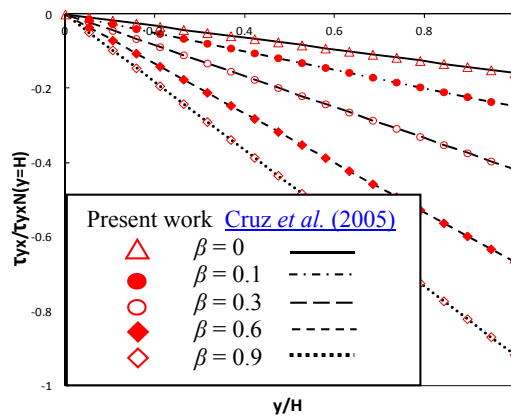 0
0 0.2 0.4 0.6 0.8
-0.2
-0.4
-0.6
-0.8
-1
τyx/τyxN(y=H)
Present work Cruz et al. (2005)
β = 0
β = 0.1
β = 0.3
β = 0.6
β = 0.9
y/H